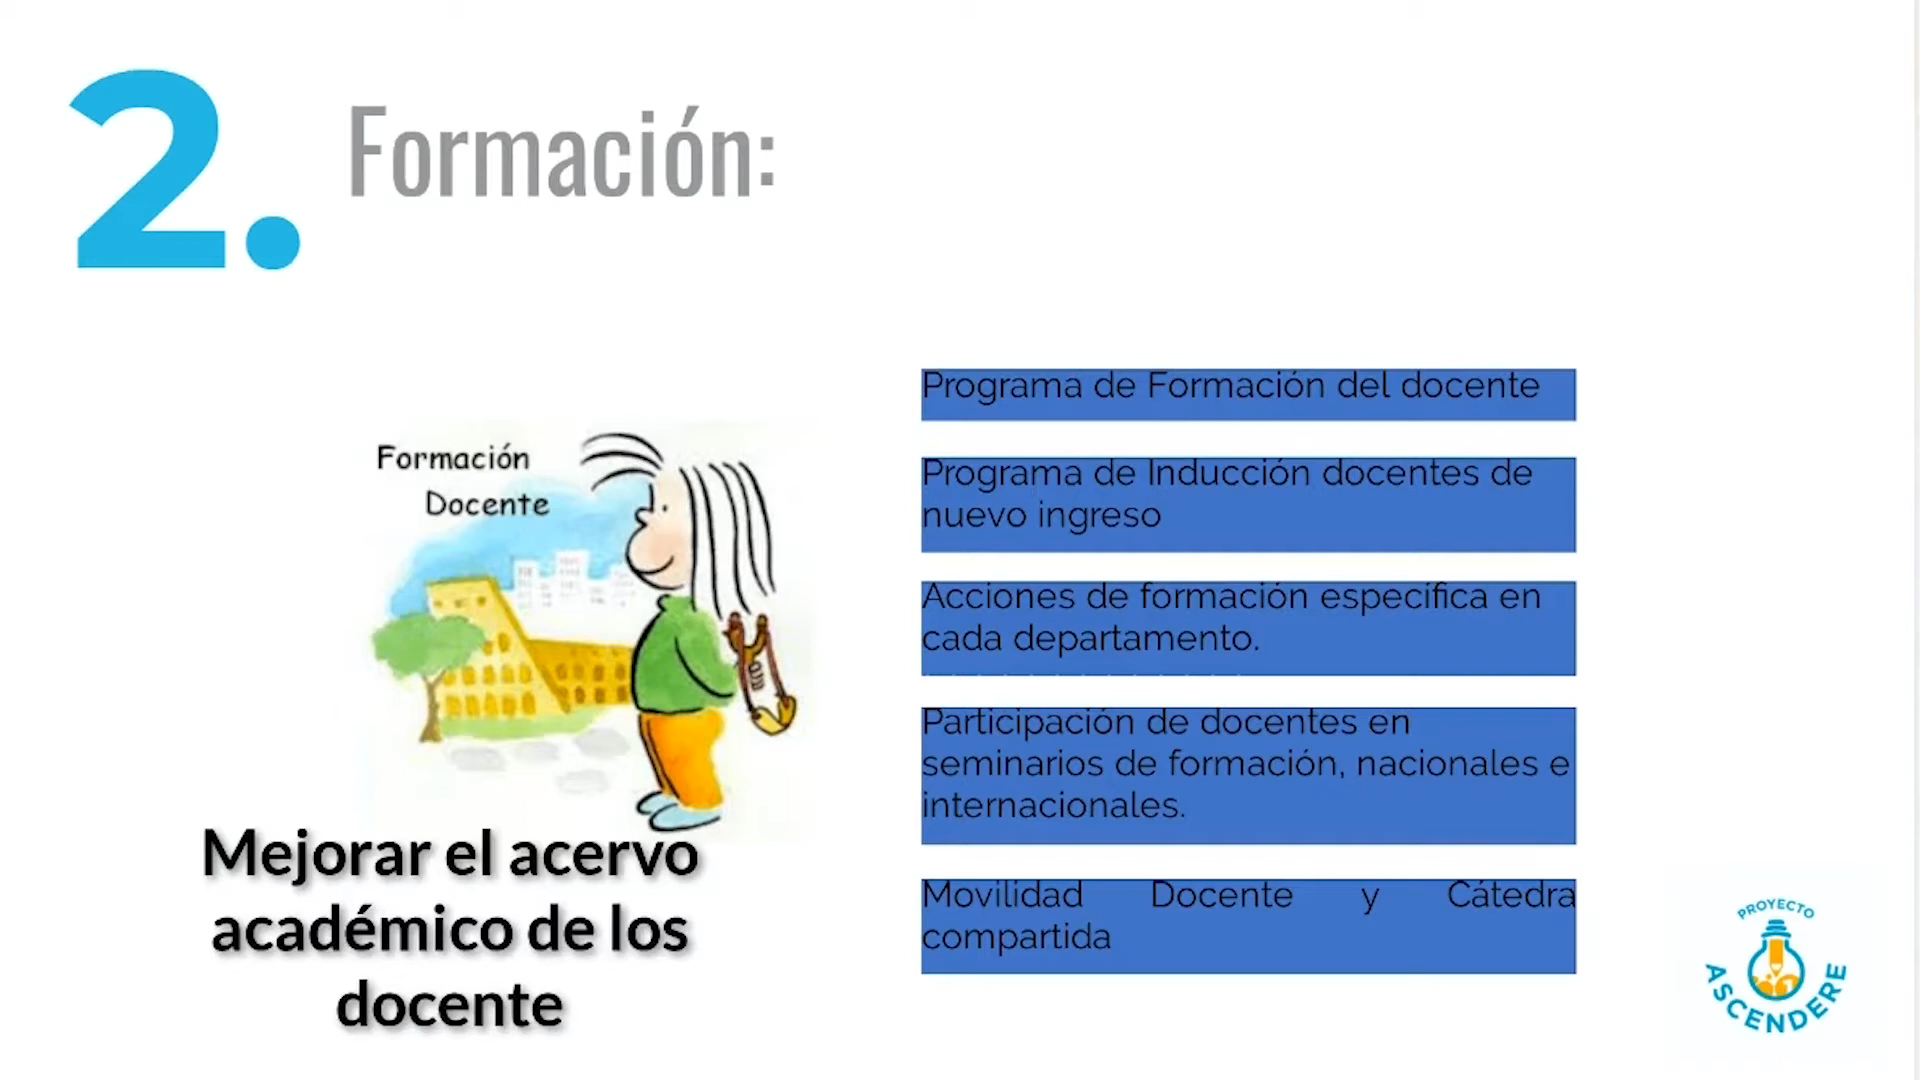 2. Formación:
Formación
Docente
Mejorar el acervo
académico de los
docente
Programa de Formación del docente
Programa de Inducción docentes de
nuevo ingreso
Acciones de formación específica en
cada departamento.
Participación de docentes en
seminarios de formación, nacionales e
internacionales.
Movilidad Docente y Cátedra
compartida
PROYECTO
ASCENDERE